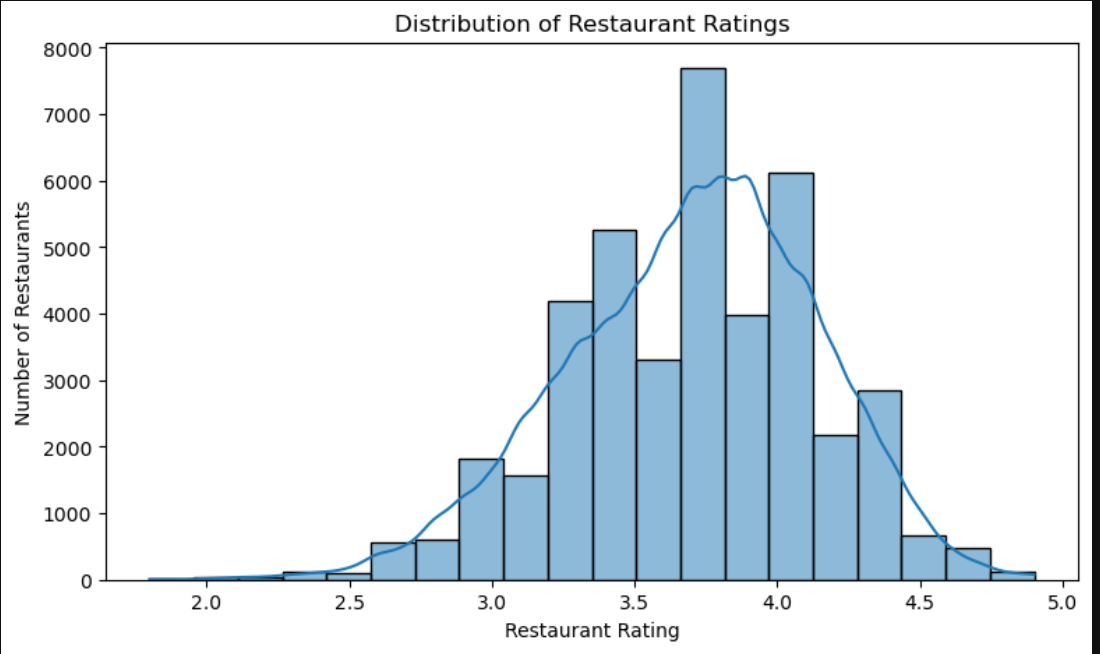 Distribution of Restaurant Ratings
8000
7000
6000
5000
4000
3000
2000
1000
0
Number of Restaurants
2.0 2.5 3.0 3.5 4.0 4.5 5.0
Restaurant Rating